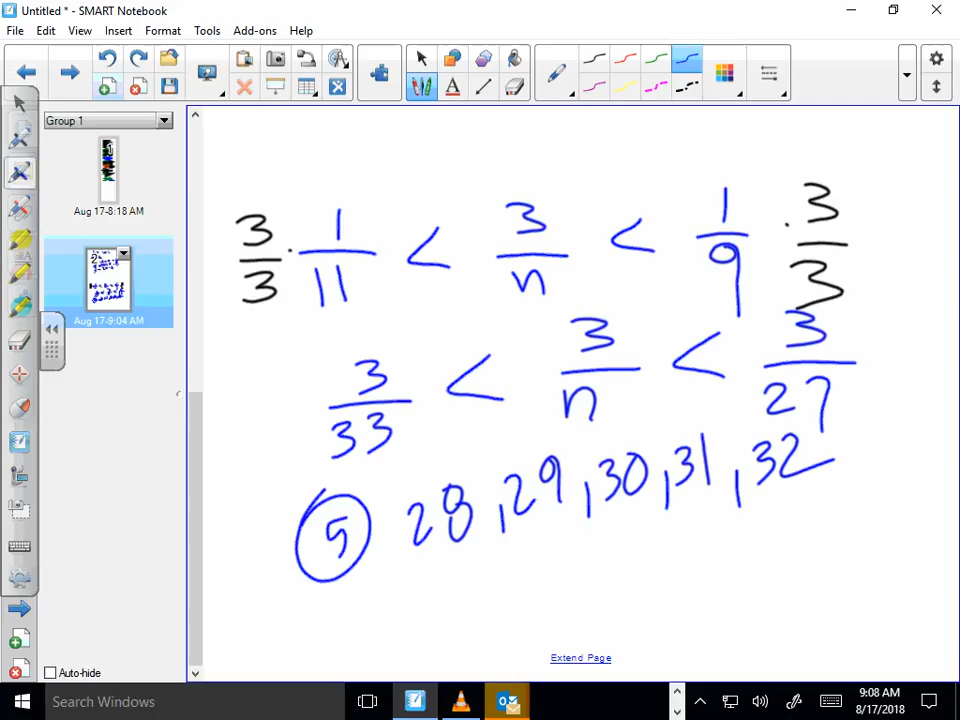 Untitled * - SMART Notebook
File Edit View Insert Format Tools Add-ons Help
Group 1
Aug 17-8:18 AM
Aug 17-9:04 AM
3/3 · 1/11 < 3/n < 1/9 · 3/3
3/33 < 3/n < 3/27
5 28, 29, 30, 31, 32
Extend Page
Auto-hide
Search Windows
9:08 AM
8/17/2018